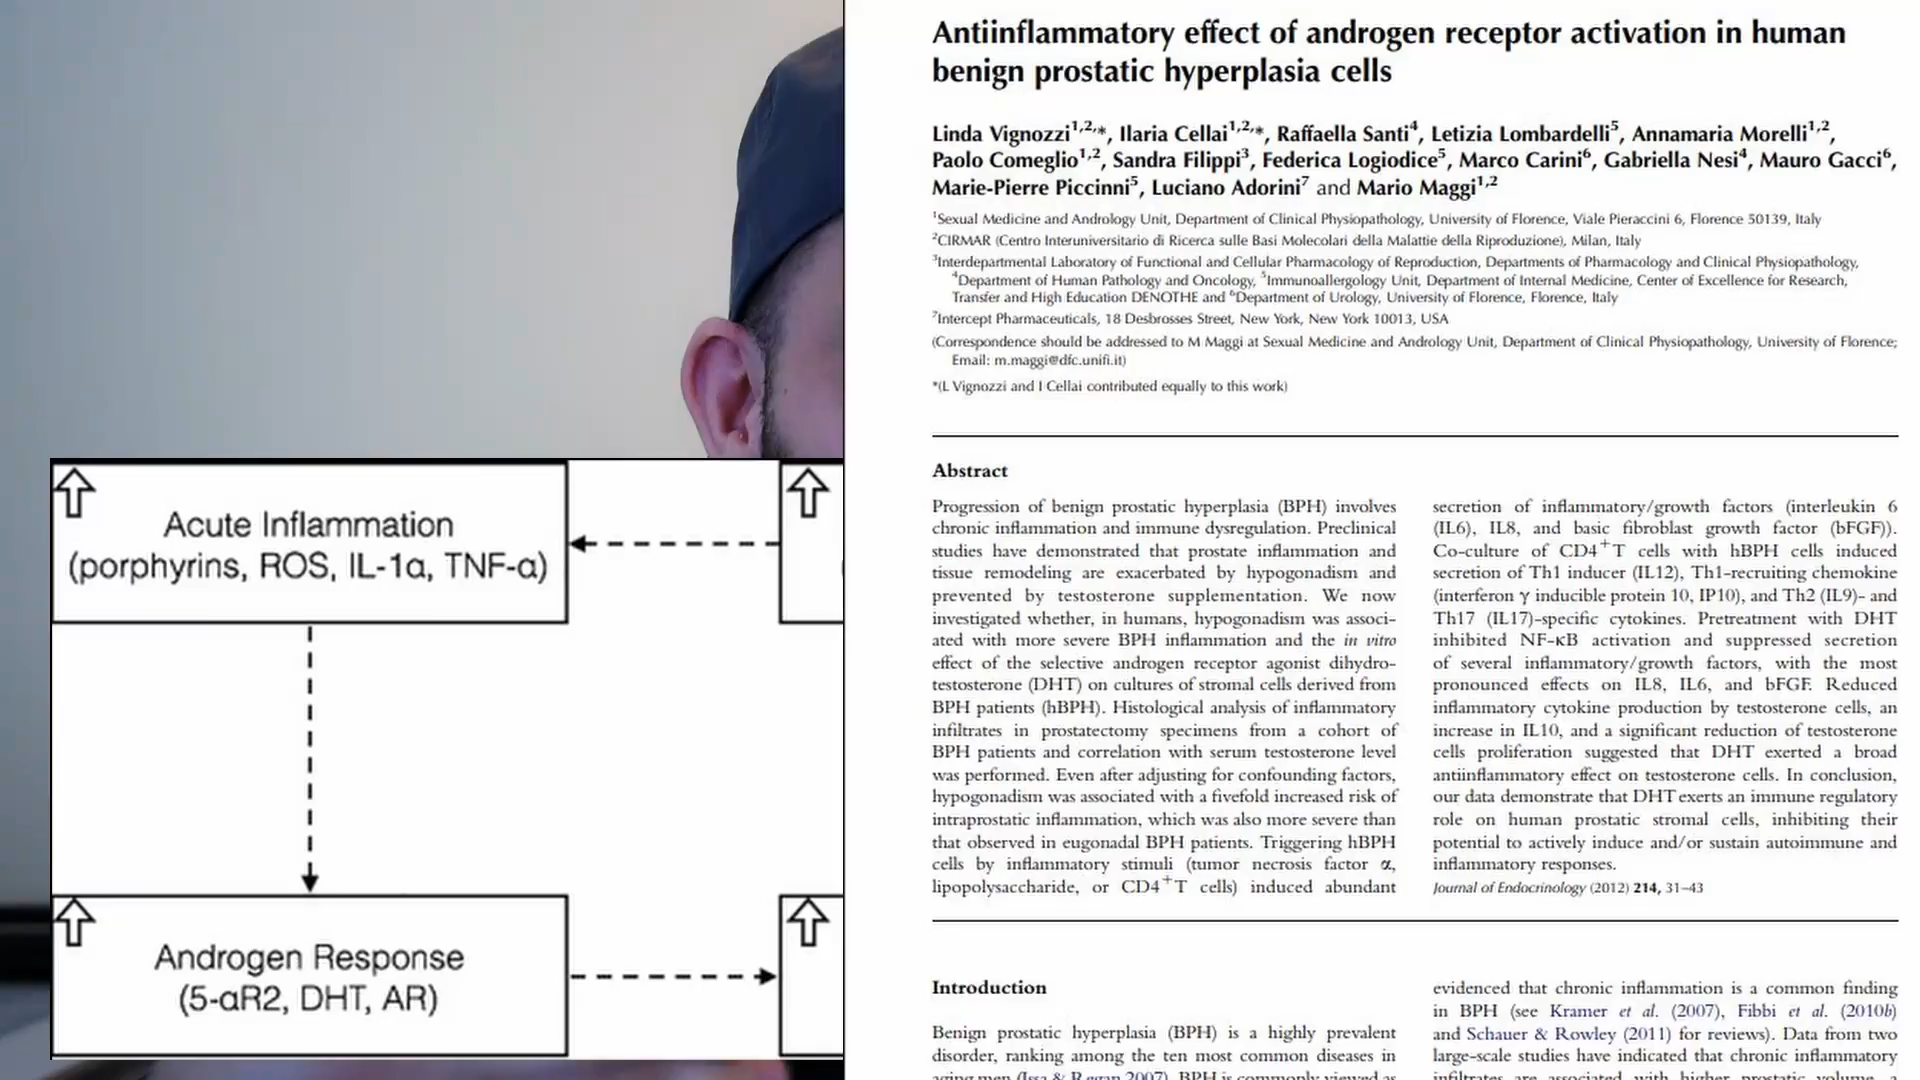 Acute Inflammation
(porphyrins, ROS, IL-1α, TNF-α)
Androgen Response
(5-αR2, DHT, AR)
Antiinflammatory effect of androgen receptor activation in human
benign prostatic hyperplasia cells
Linda Vignozzi1,2,*, Ilaria Cellai1,2,*, Raffaella Santi4, Letizia Lombardelli5, Annamaria Morelli1,2,
Paolo Comeglio1,2, Sandra Filippi3, Federica Logiodice5, Marco Carini6, Gabriella Nesi4, Mauro Gacci6,
Marie-Pierre Piccinni5, Luciano Adorini7 and Mario Maggi1,2
1Sexual Medicine and Andrology Unit, Department of Clinical Physiopathology, University of Florence, Viale Pieraccini 6, Florence 50139, Italy
2CIRMAR (Centro Interuniversitario di Ricerca sulle Basi Molecolari della Malattie della Riproduzione), Milan, Italy
3Interdepartmental Laboratory of Functional and Cellular Pharmacology of Reproduction, Departments of Pharmacology and Clinical Physiopathology,
4Department of Human Pathology and Oncology, 5Immunoallergology Unit, Department of Internal Medicine, Center of Excellence for Research,
Transfer and High Education DENOTHE and 6Department of Urology, University of Florence, Florence, Italy
7Intercept Pharmaceuticals, 18 Desbrosses Street, New York, New York 10013, USA
(Correspondence should be addressed to M Maggi at Sexual Medicine and Andrology Unit, Department of Clinical Physiopathology, University of Florence;
Email: m.maggi@dfc.unifi.it)
*(L Vignozzi and I Cellai contributed equally to this work)
Abstract
Progression of benign prostatic hyperplasia (BPH) involves
chronic inflammation and immune dysregulation. Preclinical
studies have demonstrated that prostate inflammation and
tissue remodeling are exacerbated by hypogonadism and
prevented by testosterone supplementation. We now
investigated whether, in humans, hypogonadism was associ-
ated with more severe BPH inflammation and the in vitro
effect of the selective androgen receptor agonist dihydro-
testosterone (DHT) on cultures of stromal cells derived from
BPH patients (hBPH). Histological analysis of inflammatory
infiltrates in prostatectomy specimens from a cohort of
BPH patients and correlation with serum testosterone level
was performed. Even after adjusting for confounding factors,
hypogonadism was associated with a fivefold increased risk of
intraprostatic inflammation, which was also more severe than
that observed in eugonadal BPH patients. Triggering hBPH
cells by inflammatory stimuli (tumor necrosis factor α,
lipopolysaccharide, or CD4+T cells) induced abundant
secretion of inflammatory/growth factors (interleukin 6
(IL6), IL8, and basic fibroblast growth factor (bFGF)).
Co-culture of CD4+T cells with hBPH cells induced
secretion of Th1 inducer (IL12), Th1-recruiting chemokine
(interferon γ inducible protein 10, IP10), and Th2 (IL9)- and
Th17 (IL17)-specific cytokines. Pretreatment with DHT
inhibited NF-κB activation and suppressed secretion
of several inflammatory/growth factors, with the most
pronounced effects on IL8, IL6, and bFGF. Reduced
inflammatory cytokine production by testosterone cells, an
increase in IL10, and a significant reduction of testosterone
cells proliferation suggested that DHT exerted a broad
antiinflammatory effect on testosterone cells. In conclusion,
our data demonstrate that DHT exerts an immune regulatory
role on human prostatic stromal cells, inhibiting their
potential to actively induce and/or sustain autoimmune and
inflammatory responses.
Journal of Endocrinology (2012) 214, 31–43
Introduction
Benign prostatic hyperplasia (BPH) is a highly prevalent
disorder, ranking among the ten most common diseases in
aging men (Issa & Regan 2007). BPH is commonly viewed as
evidenced that chronic inflammation is a common finding
in BPH (see Kramer et al. (2007), Fibbi et al. (2010b)
and Schauer & Rowley (2011) for reviews). Data from two
large-scale studies have indicated that chronic inflammatory
infiltrates are associated with higher prostatic volume, a